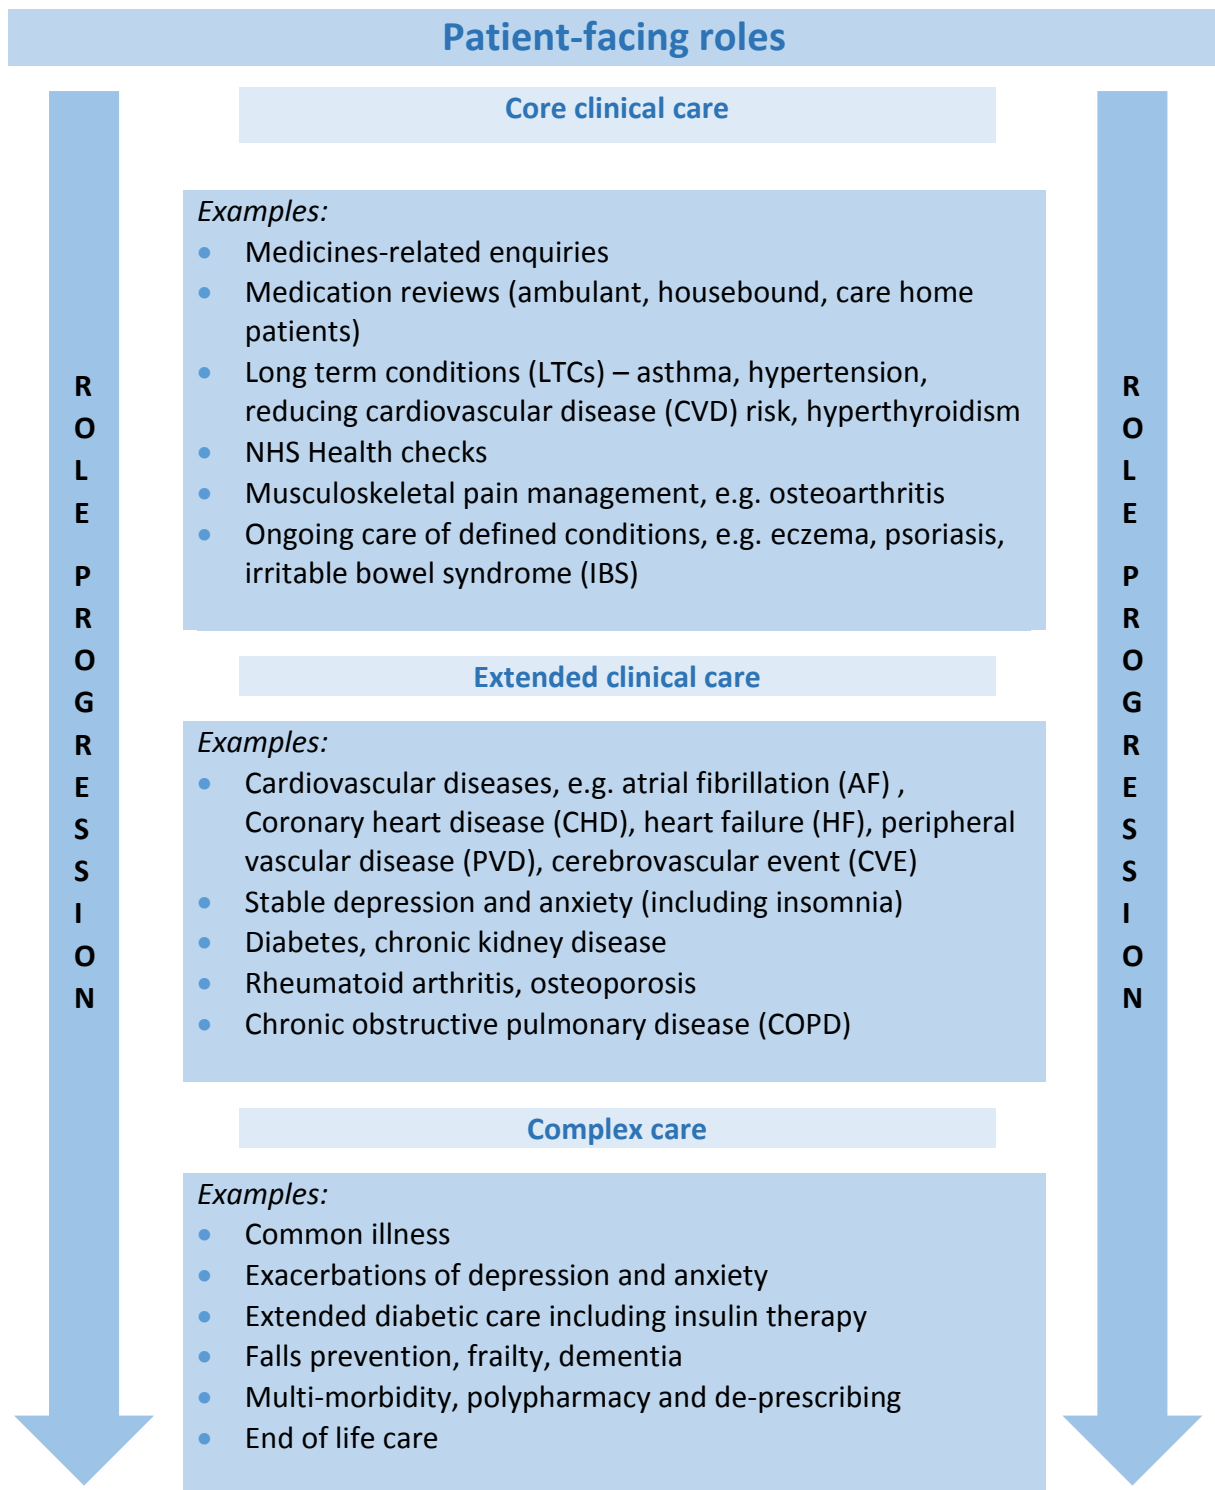 Patient-facing roles
Core clinical care
Examples:
Medicines-related enquiries
Medication reviews (ambulant, housebound, care home
patients)
Long term conditions (LTCs) – asthma, hypertension,
reducing cardiovascular disease (CVD) risk, hyperthyroidism
NHS Health checks
Musculoskeletal pain management, e.g. osteoarthritis
Ongoing care of defined conditions, e.g. eczema, psoriasis,
irritable bowel syndrome (IBS)
Extended clinical care
Examples:
Cardiovascular diseases, e.g. atrial fibrillation (AF) ,
Coronary heart disease (CHD), heart failure (HF), peripheral
vascular disease (PVD), cerebrovascular event (CVE)
Stable depression and anxiety (including insomnia)
Diabetes, chronic kidney disease
Rheumatoid arthritis, osteoporosis
Chronic obstructive pulmonary disease (COPD)
Complex care
Examples:
Common illness
Exacerbations of depression and anxiety
Extended diabetic care including insulin therapy
Falls prevention, frailty, dementia
Multi-morbidity, polypharmacy and de-prescribing
End of life care
ROLE PROGRESSION
ROLE PROGRESSION